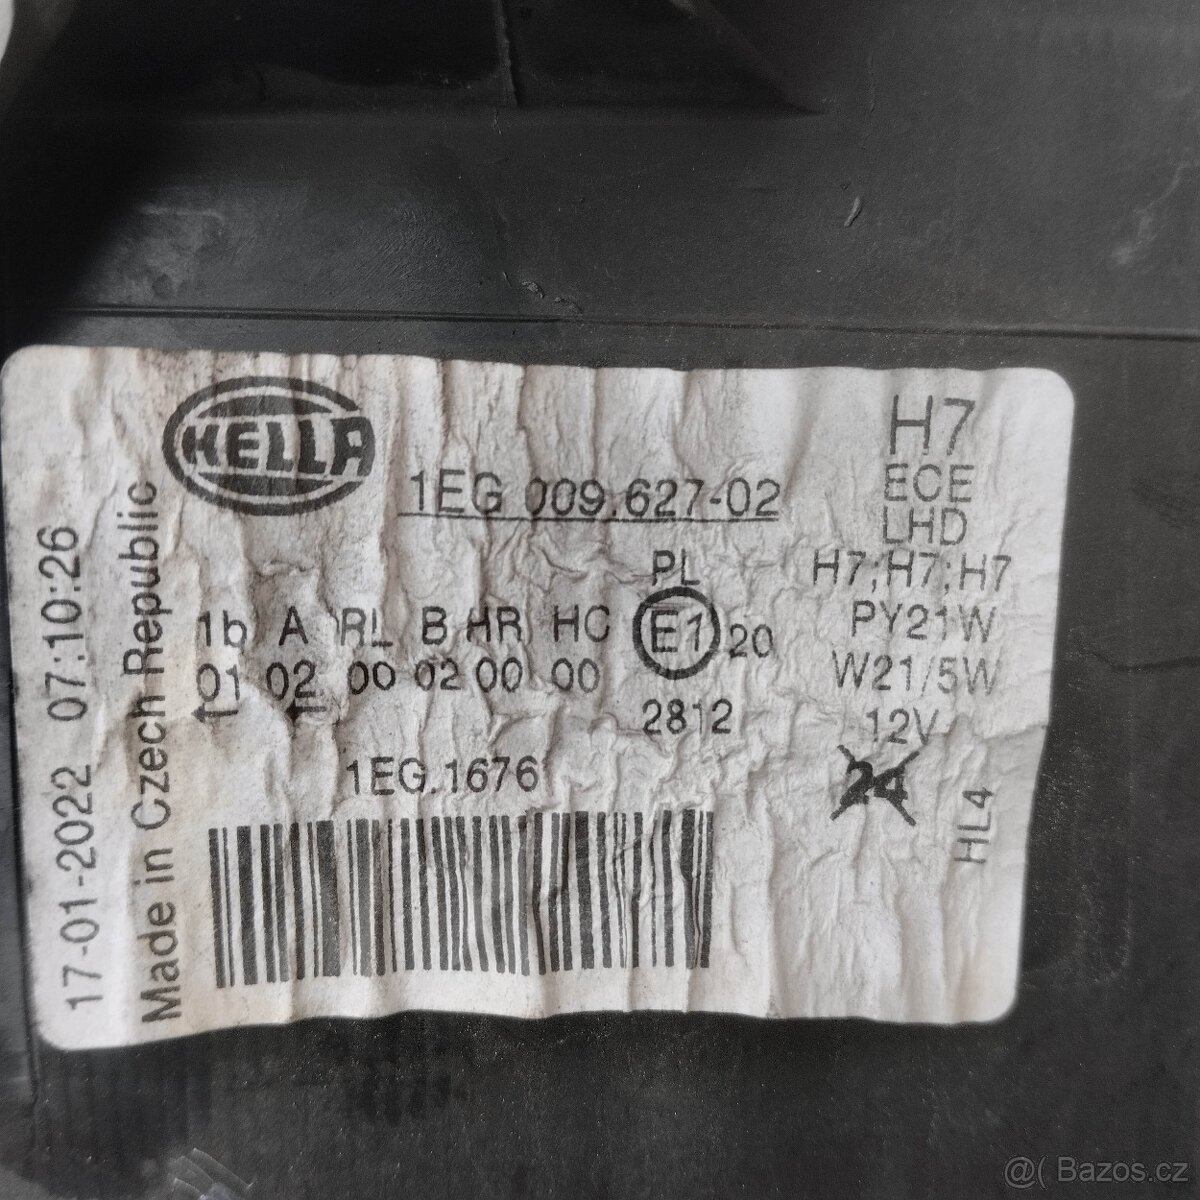 HELLA
1EG 009.627-02
H7
ECE
LHD
PL
H7;H7;H7
1b A RL B HR HC E1 20
PY21W
01 02 00 02 00 00
W21/5W
2812
12V
1EG.1676
24
HL4
17-01-2022 07:10:26
Made in Czech Republic
@( Bazos.cz